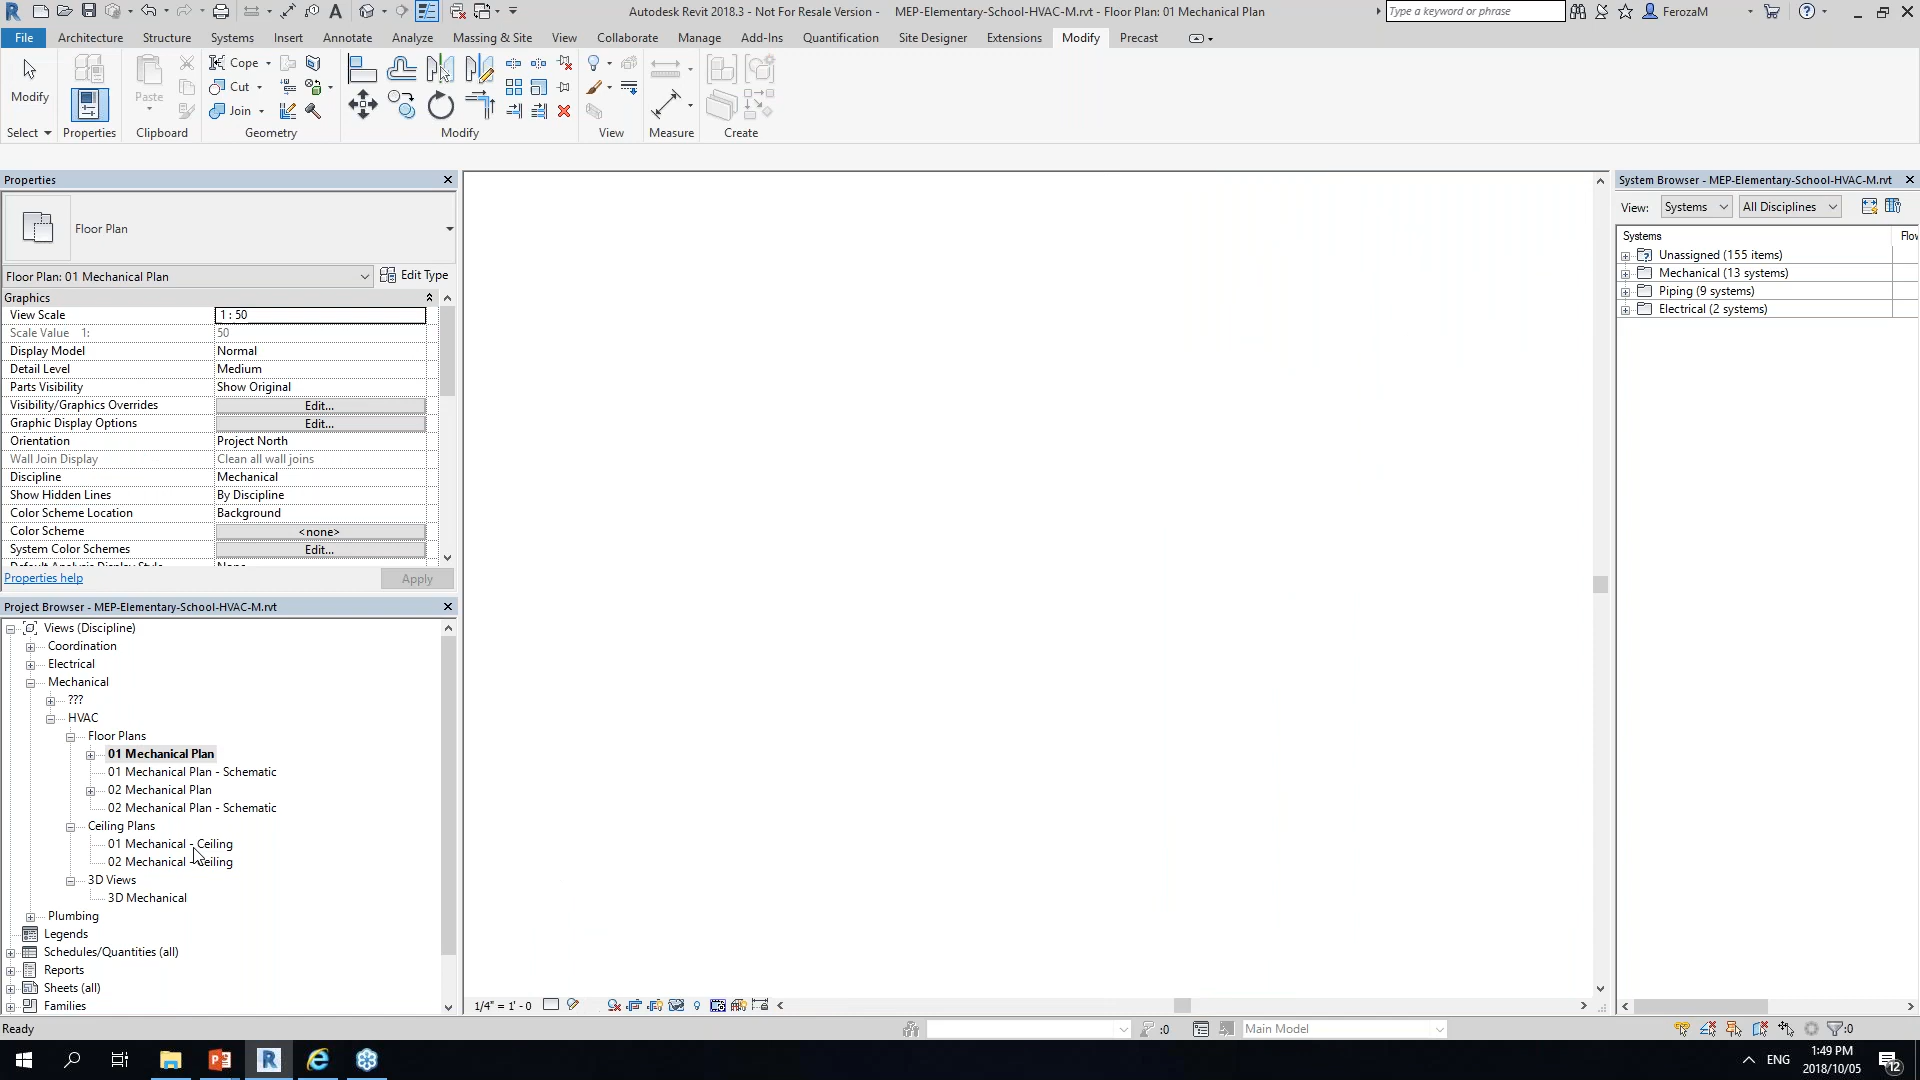 Autodesk Revit 2018.3 - Not For Resale Version - MEP-Elementary-School-HVAC-M.rvt - Floor Plan: 01 Mechanical Plan
Type a keyword or phrase
FerozaM
File Architecture Structure Systems Insert Annotate Analyze Massing & Site View Collaborate Manage Add-Ins Quantification Site Designer Extensions Modify Precast
Modify
Paste
Cope
Cut
Join
Select Properties Clipboard Geometry Modify View Measure Create
Properties
Floor Plan
Floor Plan: 01 Mechanical Plan
Edit Type
Graphics
View Scale 1 : 50
Scale Value 1: 50
Display Model Normal
Detail Level Medium
Parts Visibility Show Original
Visibility/Graphics Overrides Edit...
Graphic Display Options Edit...
Orientation Project North
Wall Join Display Clean all wall joins
Discipline Mechanical
Show Hidden Lines By Discipline
Color Scheme Location Background
Color Scheme <none>
System Color Schemes Edit...
Default Analysis Display Style None
Properties help
Apply
Project Browser - MEP-Elementary-School-HVAC-M.rvt
Views (Discipline)
Coordination
Electrical
Mechanical
???
HVAC
Floor Plans
01 Mechanical Plan
01 Mechanical Plan - Schematic
02 Mechanical Plan
02 Mechanical Plan - Schematic
Ceiling Plans
01 Mechanical - Ceiling
02 Mechanical - Ceiling
3D Views
3D Mechanical
Plumbing
Legends
Schedules/Quantities (all)
Reports
Sheets (all)
Families
1/4" = 1' - 0
System Browser - MEP-Elementary-School-HVAC-M.rvt
View: Systems All Disciplines
Systems
Unassigned (155 items)
Mechanical (13 systems)
Piping (9 systems)
Electrical (2 systems)
Ready
:0
Main Model
:0
ENG
1:49 PM
2018/10/05
12